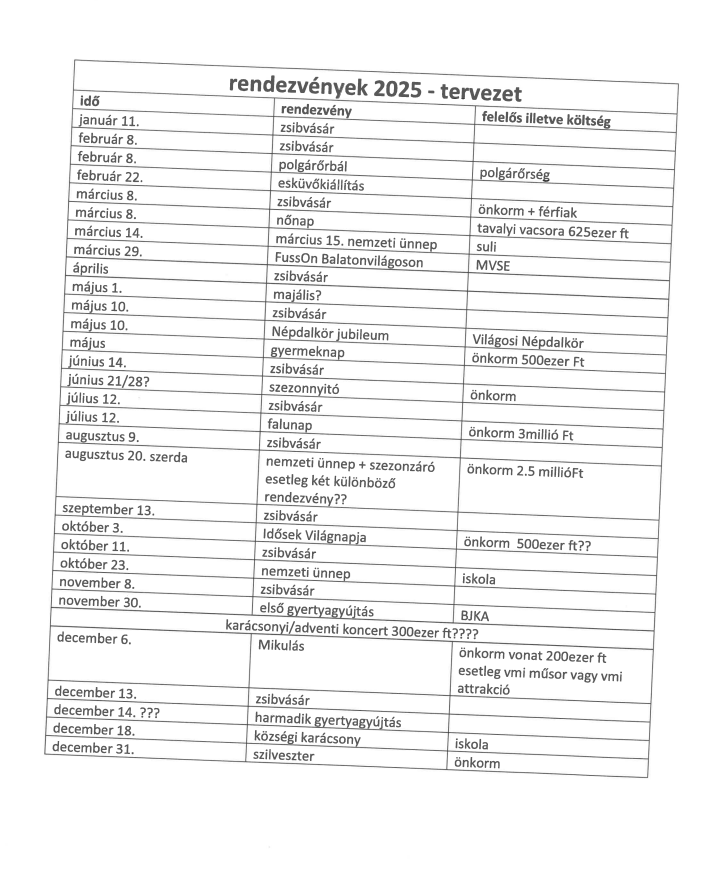 rendezvények 2025 - tervezet
idő rendezvény felelős illetve költség
január 11. zsibvásár
február 8. zsibvásár
február 8. polgárőrbál polgárőrség
február 22. esküvőkiállítás
március 8. zsibvásár önkorm + férfiak
március 8. nőnap tavalyi vacsora 625ezer ft
március 14. március 15. nemzeti ünnep suli
március 29. FussOn Balatonvilágoson MVSE
április zsibvásár
május 1. majális?
május 10. zsibvásár
május 10. Népdalkör jubileum Világosi Népdalkör
május gyermeknap önkorm 500ezer Ft
június 14. zsibvásár
június 21/28? szezonnyitó önkorm
július 12. zsibvásár
július 12. falunap önkorm 3millió Ft
augusztus 9. zsibvásár
augusztus 20. szerda nemzeti ünnep + szezonzáró önkorm 2.5 millióFt
esetleg két különböző
rendezvény??
szeptember 13. zsibvásár
október 3. Idősek Világnapja önkorm 500ezer ft??
október 11. zsibvásár
október 23. nemzeti ünnep iskola
november 8. zsibvásár
november 30. első gyertyagyújtás BJKA
karácsonyi/adventi koncert 300ezer ft????
december 6. Mikulás önkorm vonat 200ezer ft
esetleg vmi műsor vagy vmi
attrakció
december 13. zsibvásár
december 14. ??? harmadik gyertyagyújtás
december 18. községi karácsony iskola
december 31. szilveszter önkorm